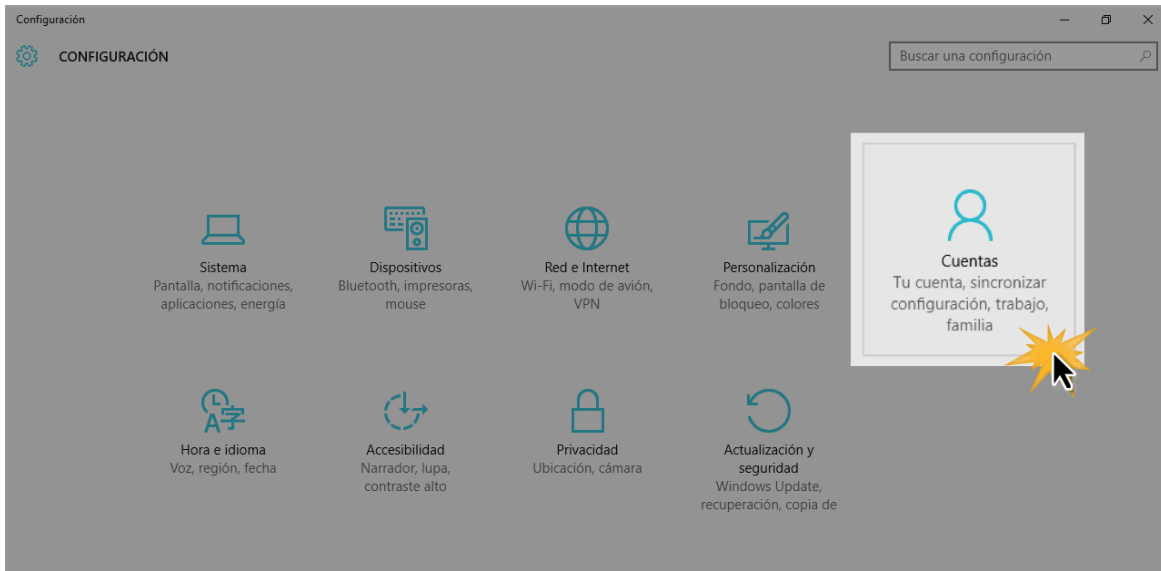 Configuración
CONFIGURACIÓN
Buscar una configuración
Sistema
Pantalla, notificaciones,
aplicaciones, energía
Dispositivos
Bluetooth, impresoras,
mouse
Red e Internet
Wi-Fi, modo de avión,
VPN
Personalización
Fondo, pantalla de
bloqueo, colores
Cuentas
Tu cuenta, sincronizar
configuración, trabajo,
familia
Hora e idioma
Voz, región, fecha
Accesibilidad
Narrador, lupa,
contraste alto
Privacidad
Ubicación, cámara
Actualización y
seguridad
Windows Update,
recuperación, copia de